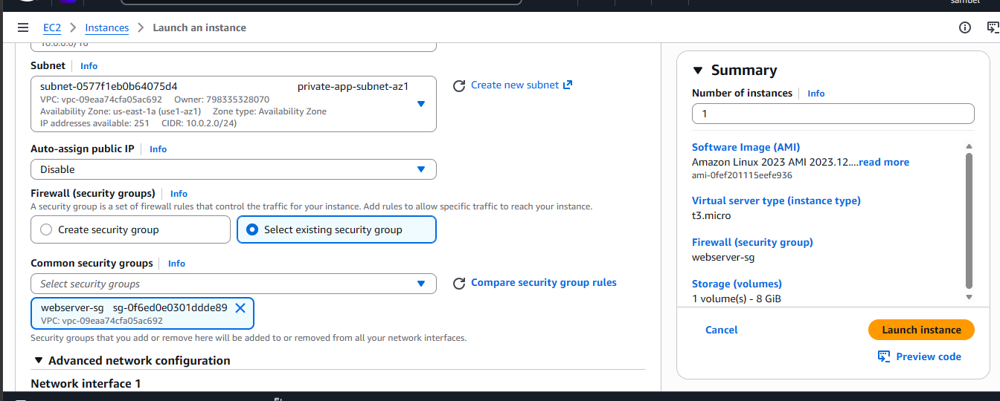 samuel
EC2 > Instances > Launch an instance
10.0.0.0/16
Subnet | Info
subnet-0577f1eb0b64075d4 private-app-subnet-az1
VPC: vpc-09eaa74cfa05ac692 Owner: 798335328070
Availability Zone: us-east-1a (use1-az1) Zone type: Availability Zone
IP addresses available: 251 CIDR: 10.0.2.0/24)
Create new subnet
Auto-assign public IP | Info
Disable
Firewall (security groups) | Info
A security group is a set of firewall rules that control the traffic for your instance. Add rules to allow specific traffic to reach your instance.
Create security group
Select existing security group
Common security groups | Info
Select security groups
Compare security group rules
webserver-sg sg-0f6ed0e0301ddde89
VPC: vpc-09eaa74cfa05ac692
Security groups that you add or remove here will be added to or removed from all your network interfaces.
Advanced network configuration
Network interface 1
Summary
Number of instances | Info
1
Software Image (AMI)
Amazon Linux 2023 AMI 2023.12....read more
ami-0fef201115eefe936
Virtual server type (instance type)
t3.micro
Firewall (security group)
webserver-sg
Storage (volumes)
1 volume(s) - 8 GiB
Cancel
Launch instance
Preview code